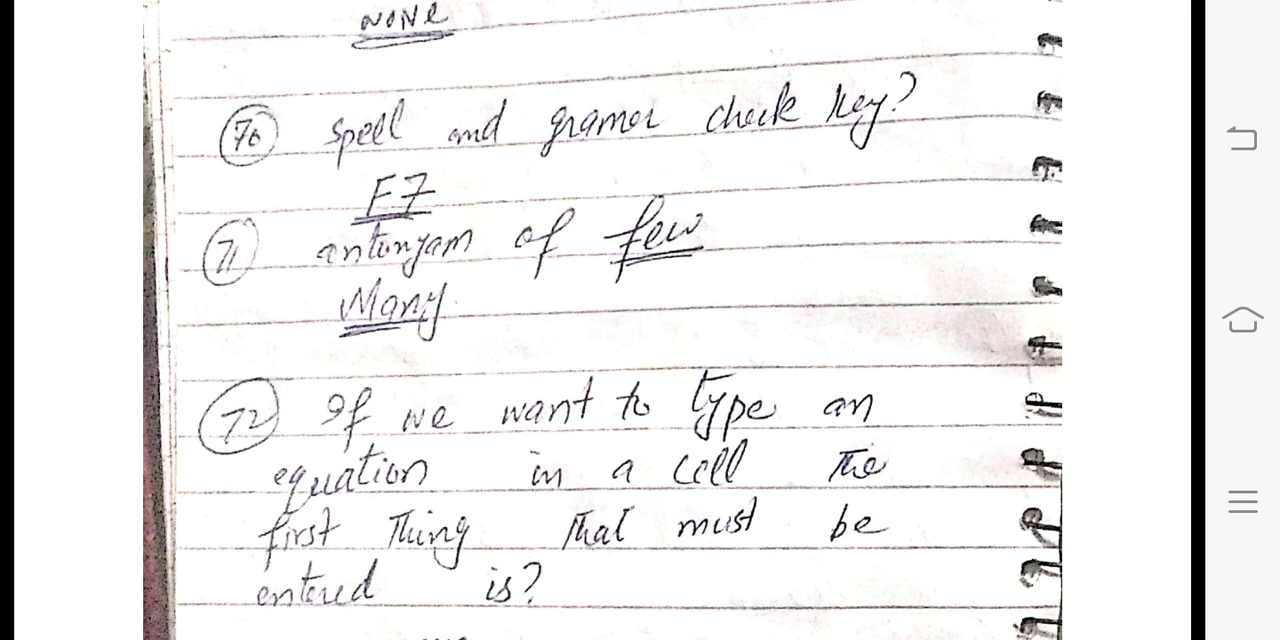 NONE
70 spell and gramer check key?
F7
71 antonyam of few
Many
72 If we want to type an
equation in a cell the
first Thing That must be
entered is?